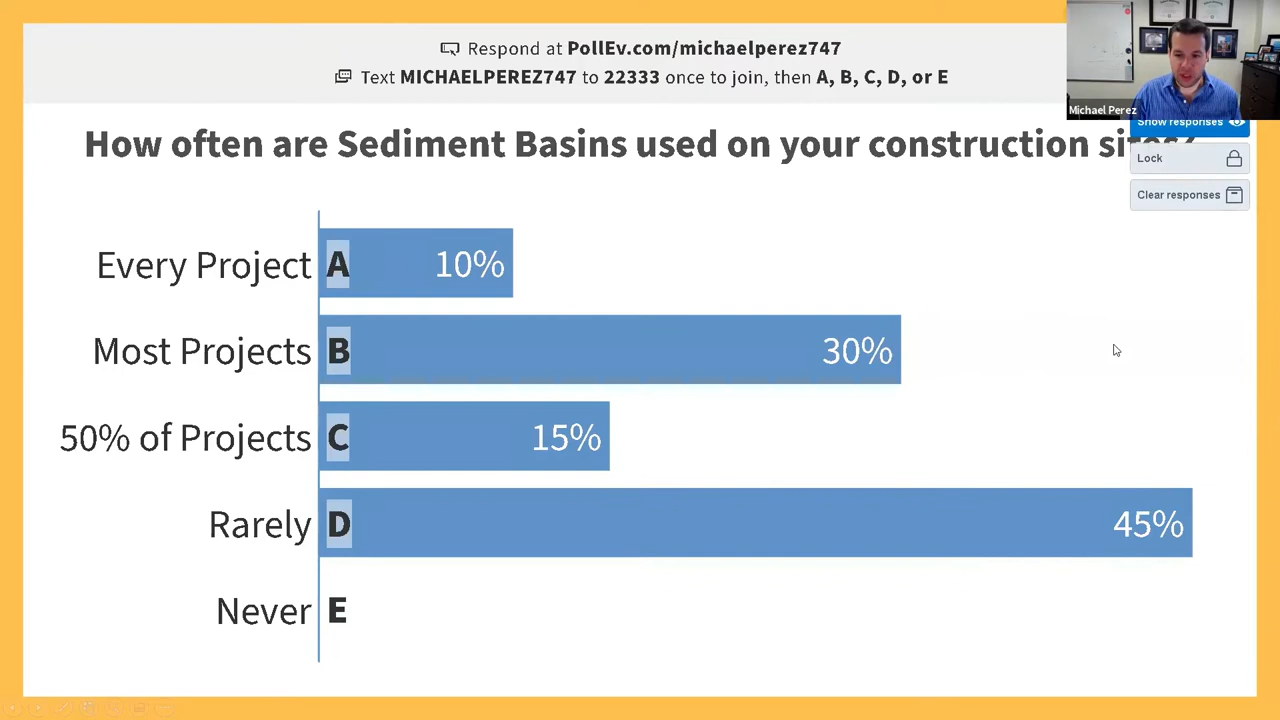 Respond at PollEv.com/michaelperez747
Text MICHAELPEREZ747 to 22333 once to join, then A, B, C, D, or E
Michael Perez
Show responses
How often are Sediment Basins used on your construction sites?
Lock
Clear responses
Every Project A 10%
Most Projects B 30%
50% of Projects C 15%
Rarely D 45%
Never E